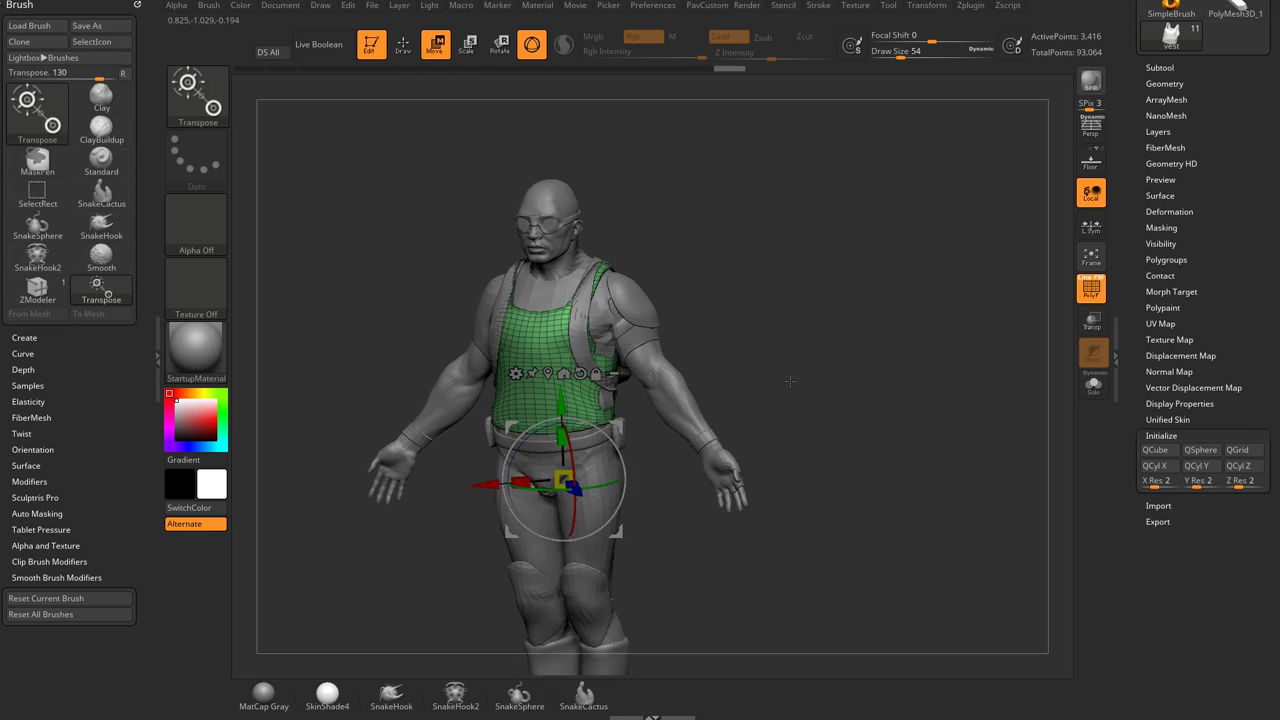 Brush
Alpha Brush Color Document Draw Edit File Layer Light Macro Marker Material Movie Picker PavCustom Preferences Render Stencil Stroke Texture Tool Transform Zplugin Zscript
0.825,-1.029,-0.194
Load Brush Save As
Clone SelectIcon
Lightbox▶Brushes
Transpose. 130 R
Transpose
Clay
ClayBuildup
MaskPen Standard
SelectRect SnakeCactus
SnakeSphere SnakeHook
SnakeHook2 Smooth
1
ZModeler Transpose
From Mesh To Mesh
Create
Curve
Depth
Samples
Elasticity
FiberMesh
Twist
Orientation
Surface
Modifiers
Sculptris Pro
Auto Masking
Tablet Pressure
Alpha and Texture
Clip Brush Modifiers
Smooth Brush Modifiers
Reset Current Brush
Reset All Brushes
DS All Live Boolean
Edit Draw Move Scale Rotate
Mrgb Rgb M
Rgb Intensity
Zadd Zsub Zcut
Z Intensity
S
Focal Shift 0
Draw Size 54 Dynamic
D
ActivePoints: 3,416
TotalPoints: 93,064
Transpose
Dots
Alpha Off
Texture Off
StartupMaterial
Gradient
SwitchColor
Alternate
BPR
SPix 3
Dynamic
Persp
Floor
Local
L.Sym
Frame
Line Fill
PolyF
Transp
Dynamic
Solo
SimpleBrush PolyMesh3D_1
11
vest
Subtool
Geometry
ArrayMesh
NanoMesh
Layers
FiberMesh
Geometry HD
Preview
Surface
Deformation
Masking
Visibility
Polygroups
Contact
Morph Target
Polypaint
UV Map
Texture Map
Displacement Map
Normal Map
Vector Displacement Map
Display Properties
Unified Skin
Initialize
QCube QSphere QGrid
QCyl X QCyl Y QCyl Z
X Res 2 Y Res 2 Z Res 2
Import
Export
MatCap Gray SkinShade4 SnakeHook SnakeHook2 SnakeSphere SnakeCactus